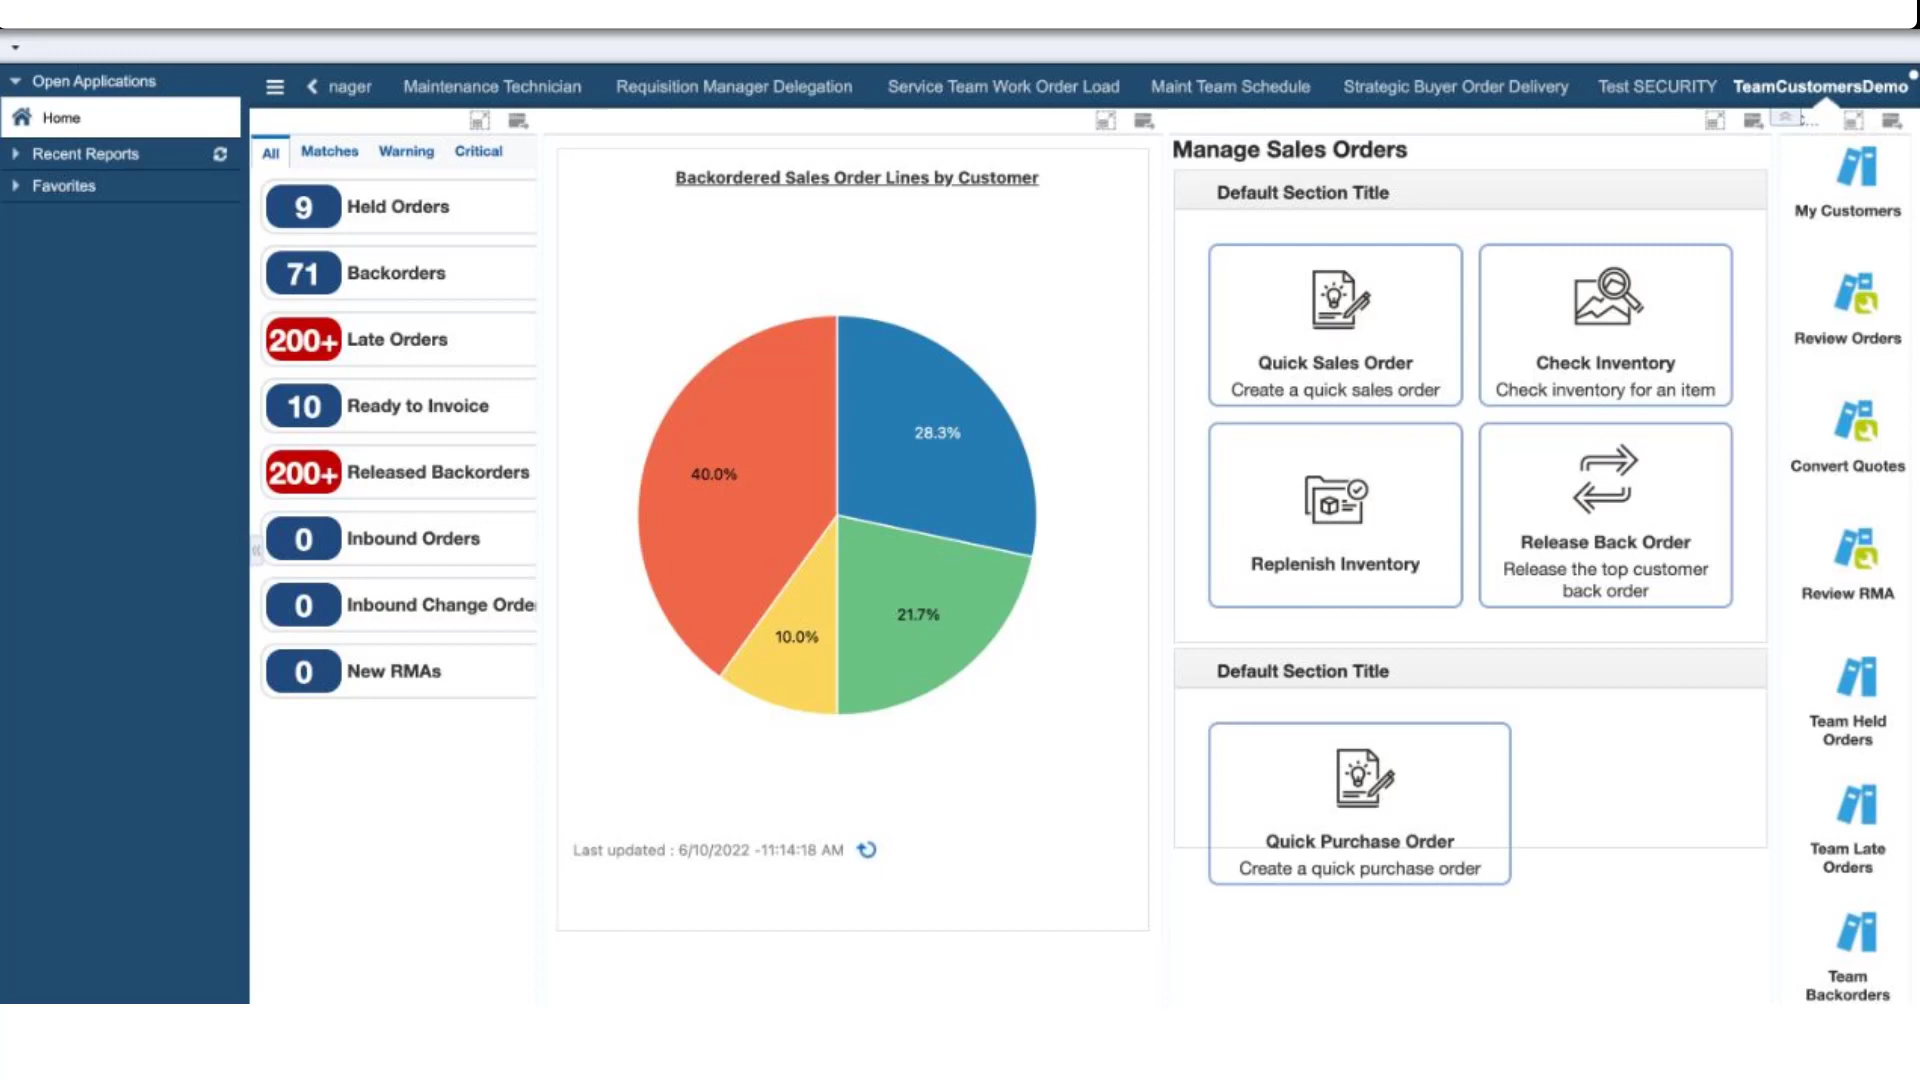 Open Applications
Home
Recent Reports
Favorites
nager
Maintenance Technician
Requisition Manager Delegation
Service Team Work Order Load
Maint Team Schedule
Strategic Buyer Order Delivery
Test SECURITY
TeamCustomersDemo
All
Matches
Warning
Critical
9 Held Orders
71 Backorders
200+ Late Orders
10 Ready to Invoice
200+ Released Backorders
0 Inbound Orders
0 Inbound Change Orde
0 New RMAs
Backordered Sales Order Lines by Customer
28.3%
40.0%
21.7%
10.0%
Last updated : 6/10/2022 -11:14:18 AM
Manage Sales Orders
Default Section Title
Quick Sales Order
Create a quick sales order
Check Inventory
Check inventory for an item
Replenish Inventory
Release Back Order
Release the top customer
back order
Default Section Title
Quick Purchase Order
Create a quick purchase order
My Customers
Review Orders
Convert Quotes
Review RMA
Team Held
Orders
Team Late
Orders
Team
Backorders